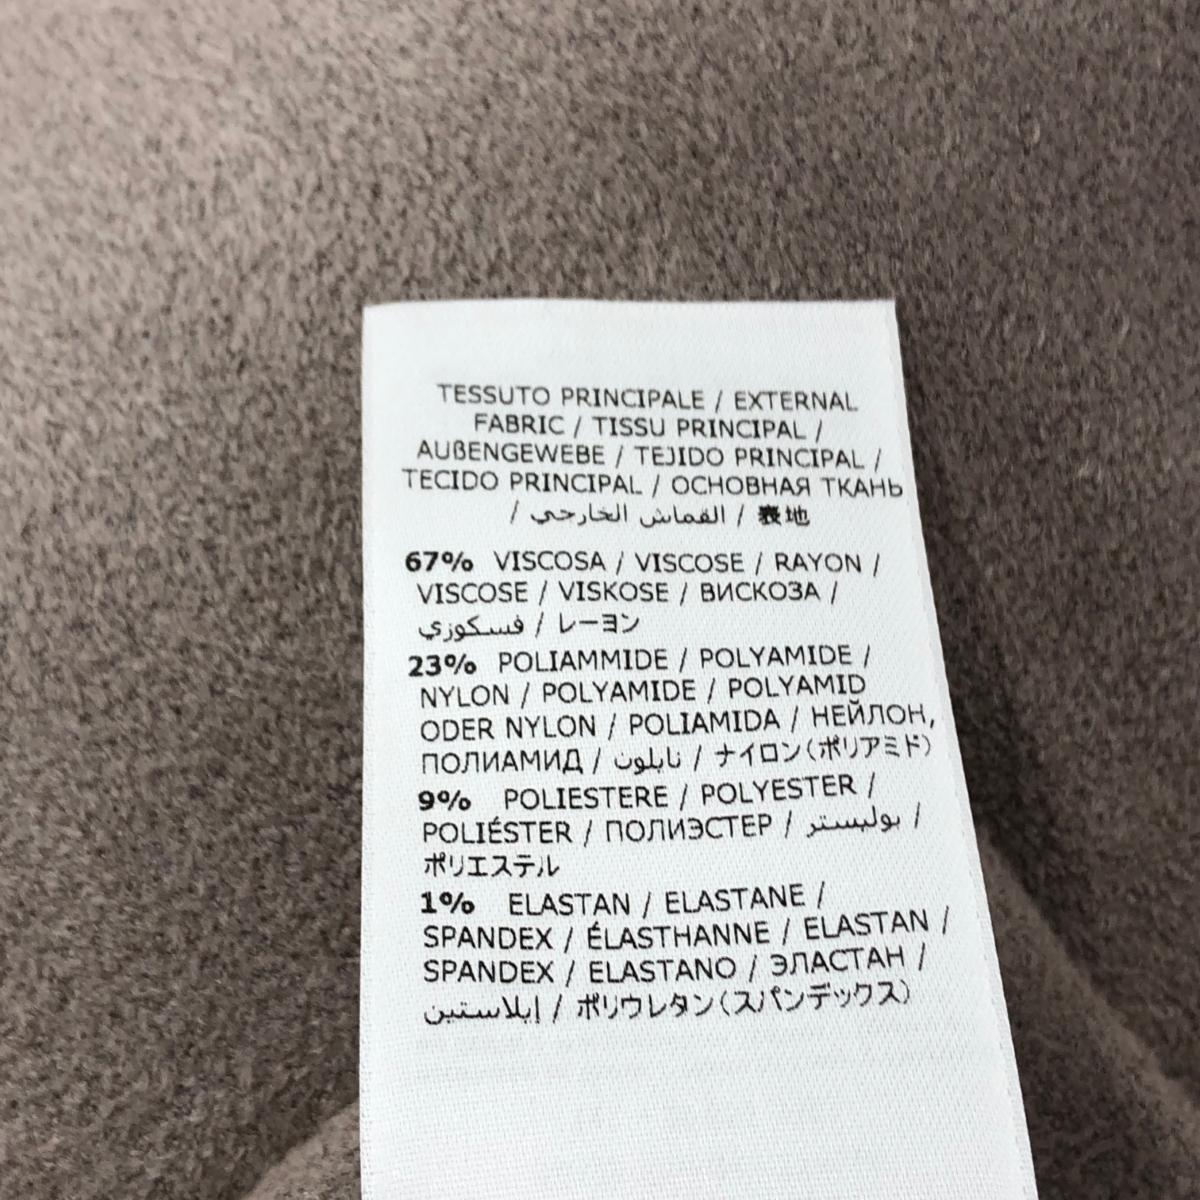 TESSUTO PRINCIPALE / EXTERNAL
FABRIC / TISSU PRINCIPAL /
AUßENGEWEBE / TEJIDO PRINCIPAL /
TECIDO PRINCIPAL / ОСНОВНАЯ ТКАНЬ
/ القماش الخارجي / 表地
67% VISCOSA / VISCOSE / RAYON /
VISCOSE / VISKOSE / ВИСКОЗА /
فسكوزي / レーヨン
23% POLIAMMIDE / POLYAMIDE /
NYLON / POLYAMIDE / POLYAMID
ODER NYLON / POLIAMIDA / НЕЙЛОН,
ПОЛИАМИД / نايلون / ナイロン(ポリアミド)
9% POLIESTERE / POLYESTER /
POLIÉSTER / ПОЛИЭСТЕР / بوليستر /
ポリエステル
1% ELASTAN / ELASTANE /
SPANDEX / ÉLASTHANNE / ELASTAN /
SPANDEX / ELASTANO / ЭЛАСТАН /
إيلاستين / ポリウレタン(スパンデックス)